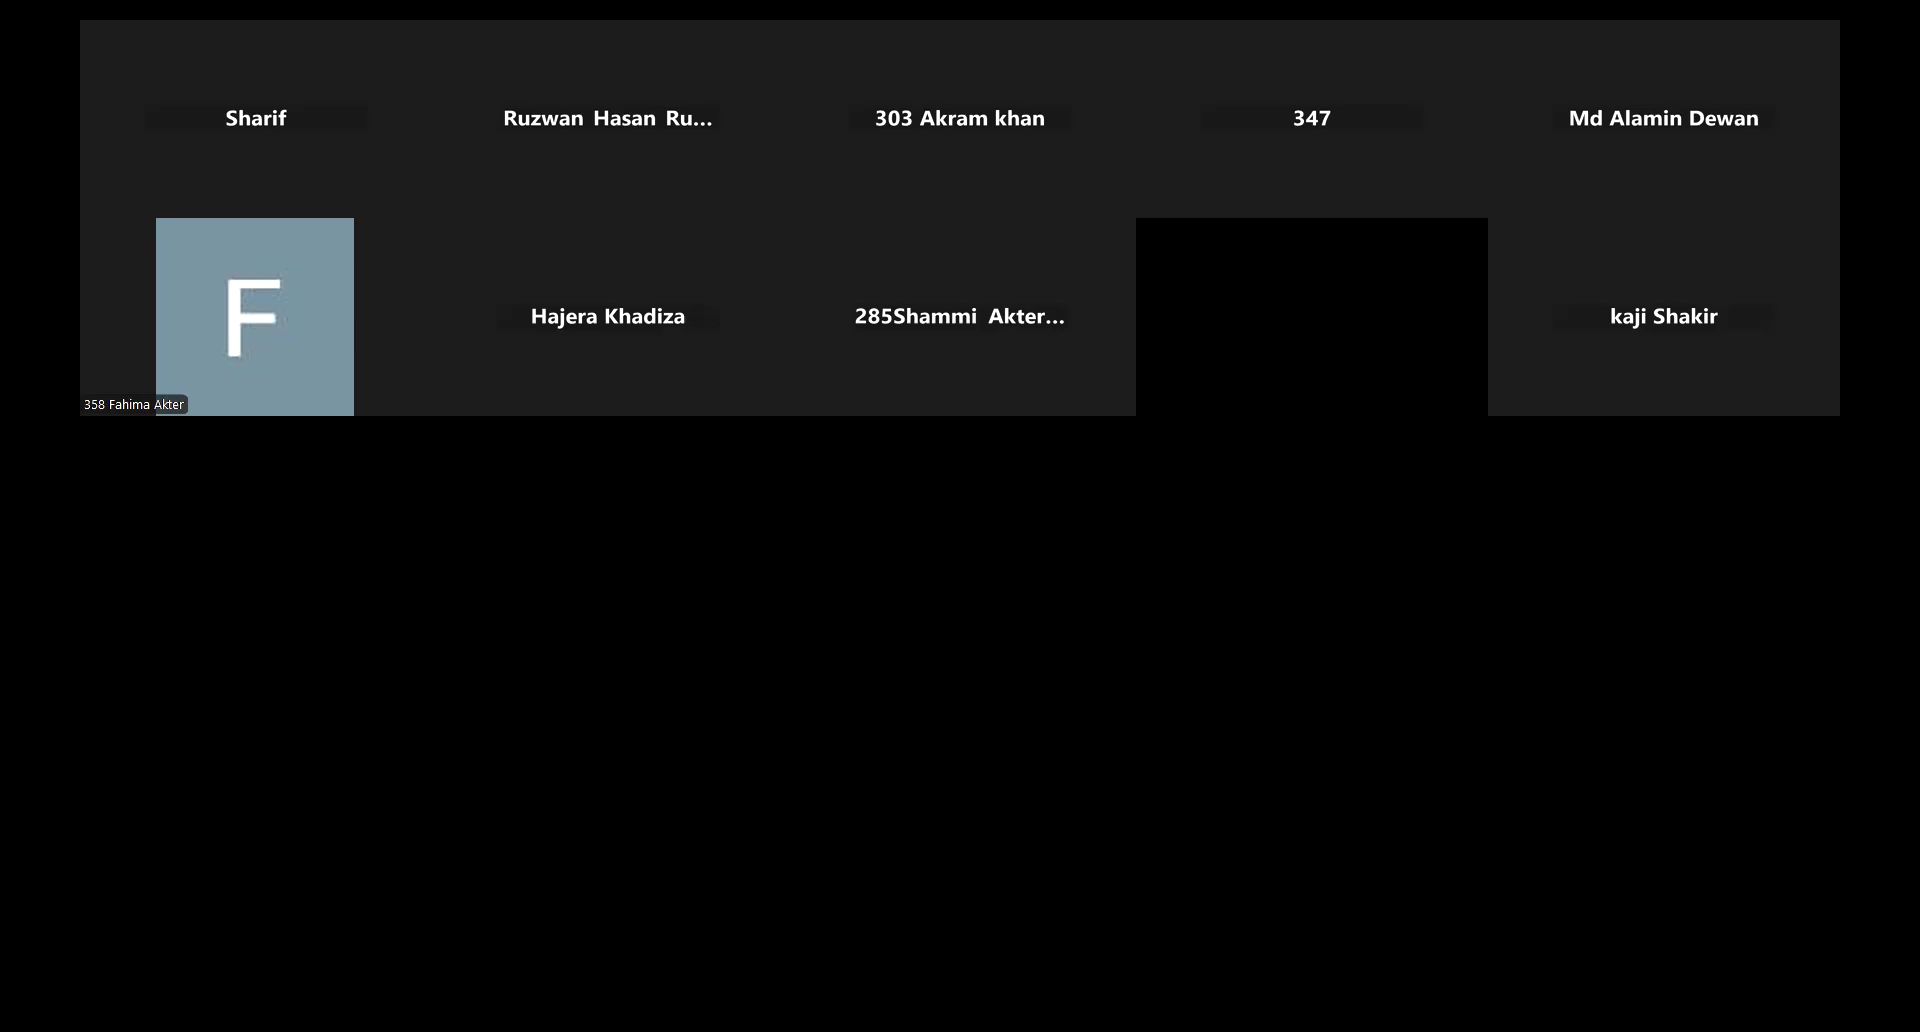 Sharif
Ruzwan Hasan Ru...
303 Akram khan
347
Md Alamin Dewan
F
358 Fahima Akter
Hajera Khadiza
285Shammi Akter...
kaji Shakir